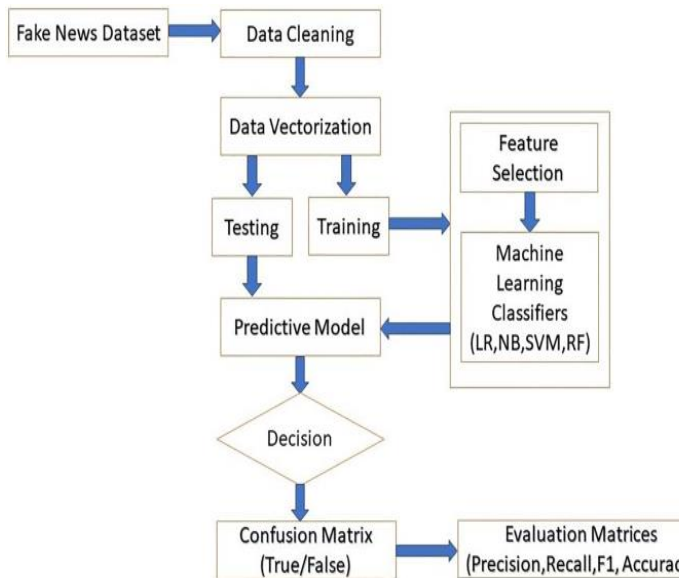 Fake News Dataset
Data Cleaning
Data Vectorization
Testing
Training
Feature
Selection
Machine
Learning
Classifiers
(LR,NB,SVM,RF)
Predictive Model
Decision
Confusion Matrix
(True/False)
Evaluation Matrices
(Precision,Recall,F1, Accurac